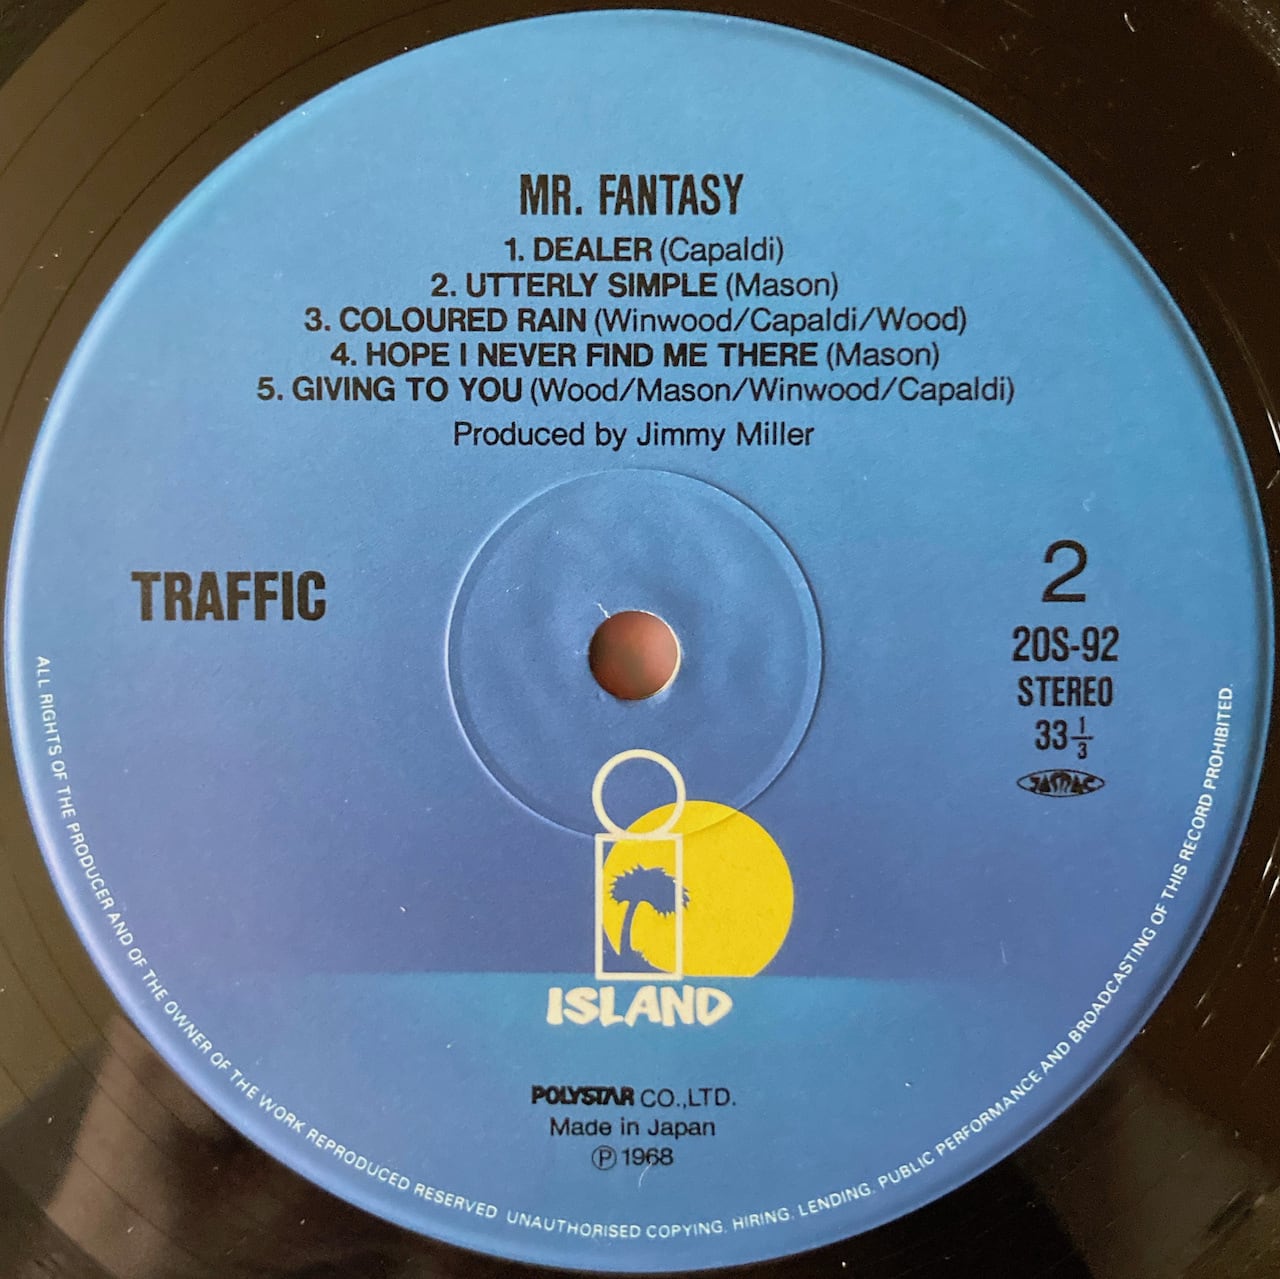 MR. FANTASY
1. DEALER (Capaldi)
2. UTTERLY SIMPLE (Mason)
3. COLOURED RAIN (Winwood/Capaldi/Wood)
4. HOPE I NEVER FIND ME THERE (Mason)
5. GIVING TO YOU (Wood/Mason/Winwood/Capaldi)
Produced by Jimmy Miller
TRAFFIC
2
20S-92
STEREO
33 1/3
JASRAC
ISLAND
POLYSTAR CO.,LTD.
Made in Japan
Ⓟ 1968
ALL RIGHTS OF THE PRODUCER AND OF THE OWNER OF THE WORK REPRODUCED RESERVED UNAUTHORISED COPYING. HIRING. LENDING. PUBLIC PERFORMANCE AND BROADCASTING OF THIS RECORD PROHIBITED.